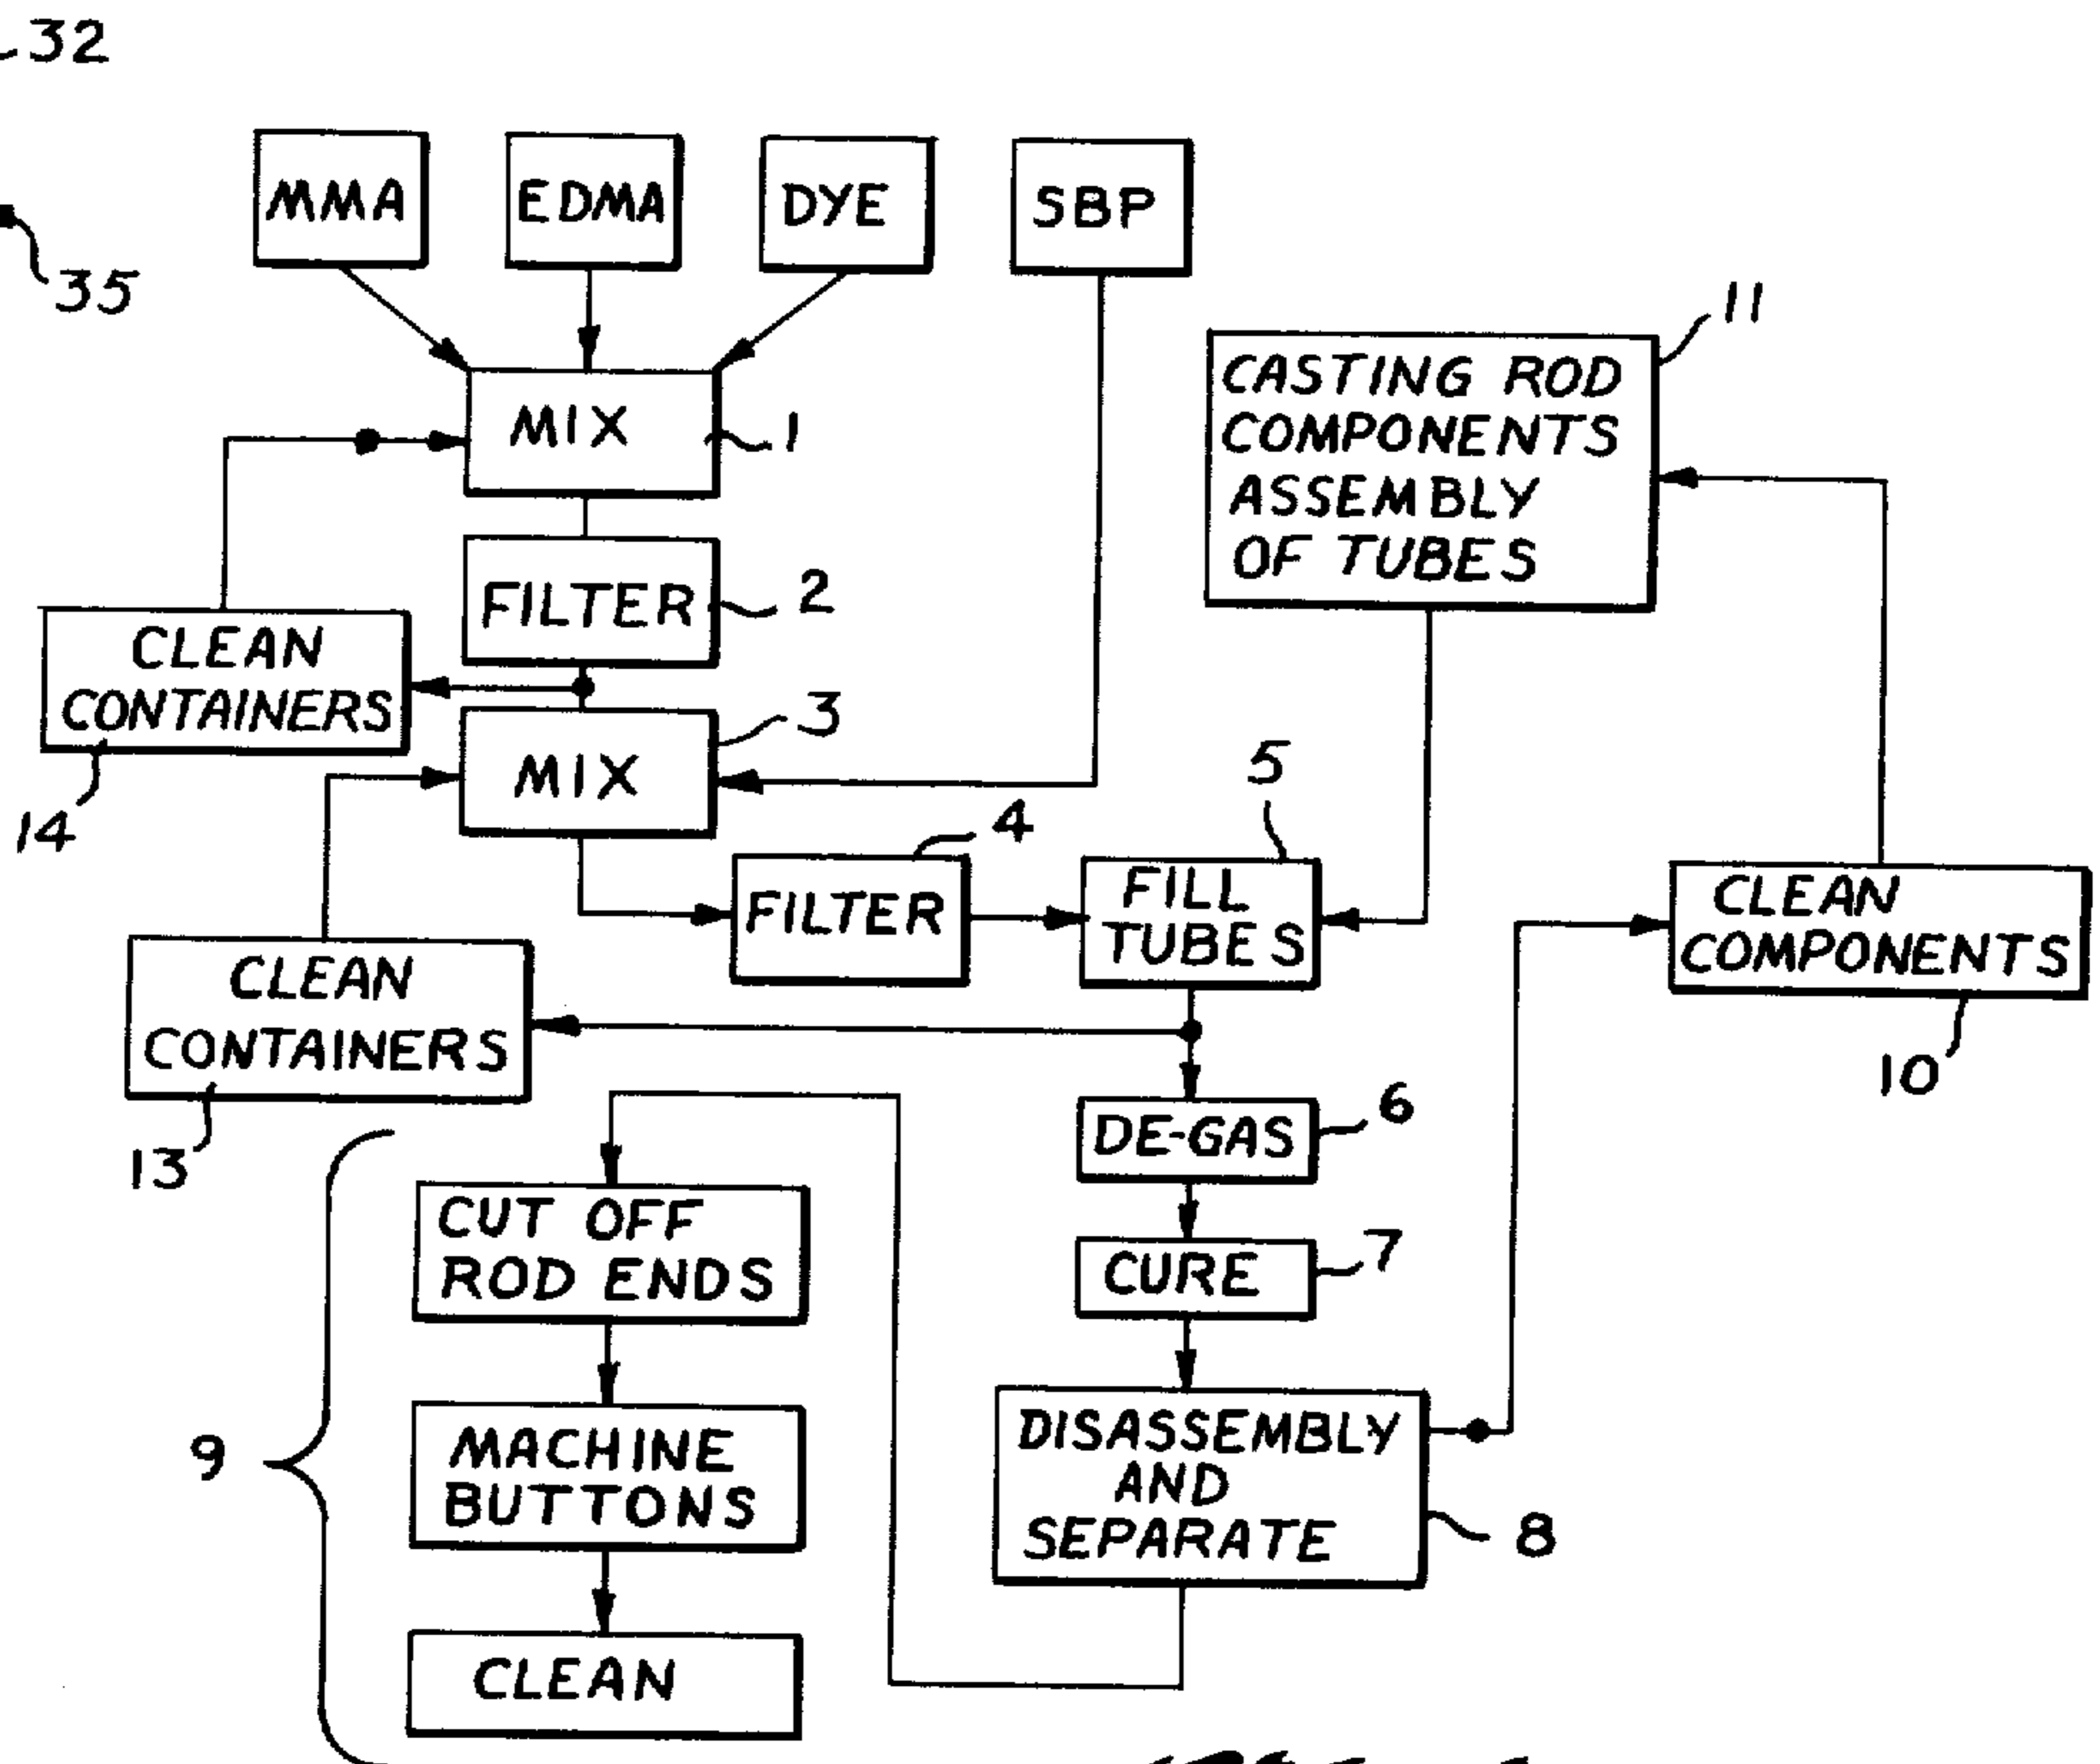 32
35
MMA
EDMA
DYE
SBP
MIX
1
CASTING ROD
COMPONENTS
ASSEMBLY
OF TUBES
11
FILTER
2
CLEAN
CONTAINERS
14
MIX
3
FILTER
4
FILL
TUBES
5
CLEAN
COMPONENTS
10
CLEAN
CONTAINERS
13
DE-GAS
6
CURE
7
DISASSEMBLY
AND
SEPARATE
8
9
CUT OFF
ROD ENDS
MACHINE
BUTTONS
CLEAN